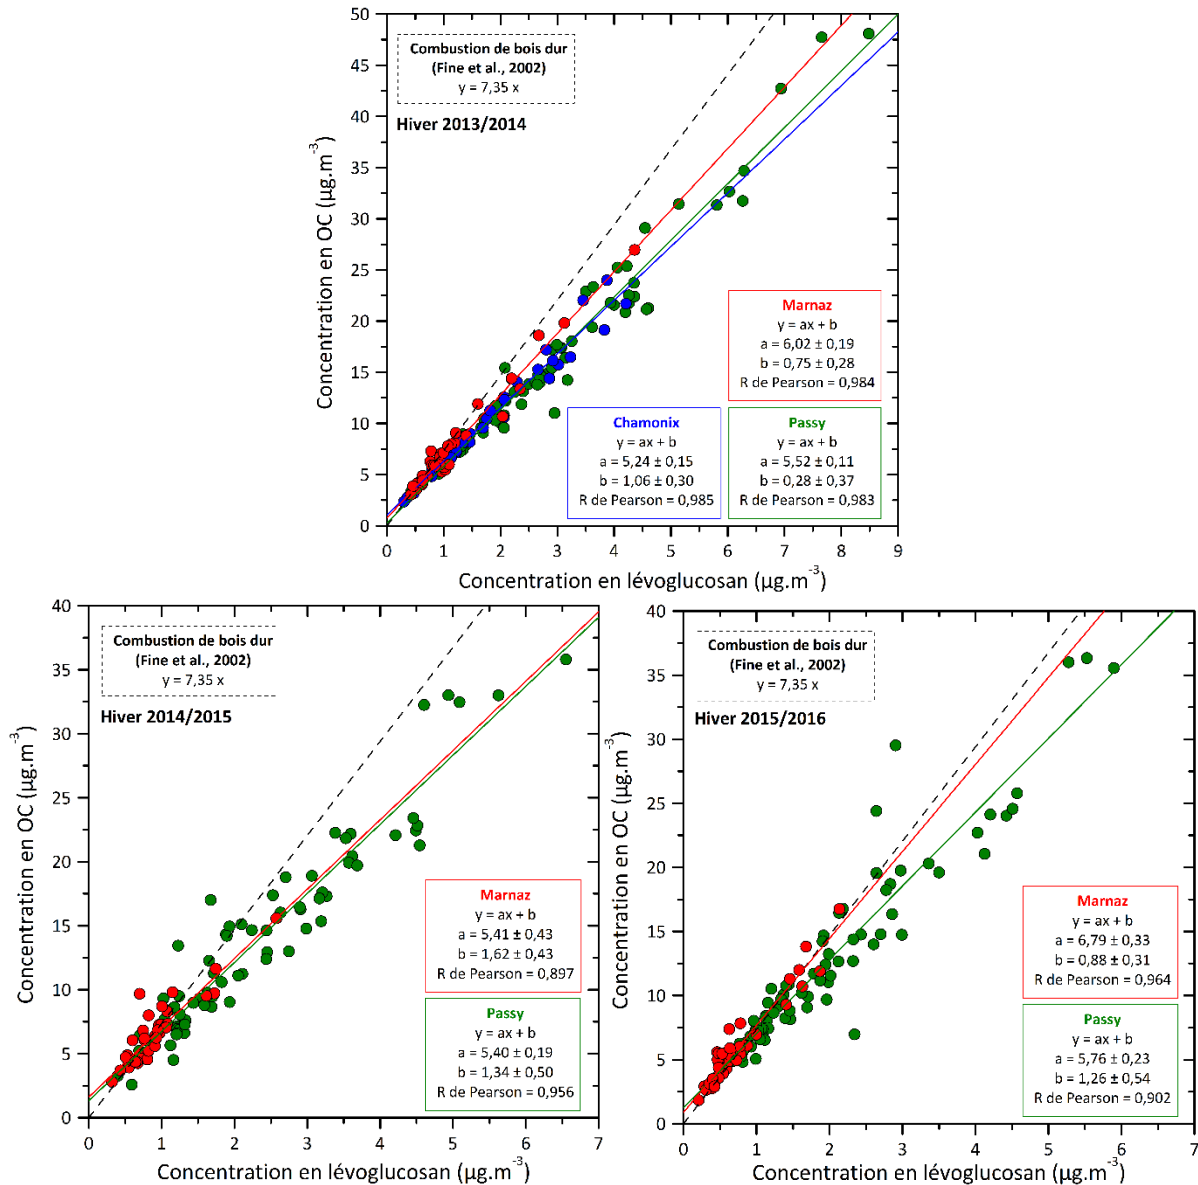 50
45
40
35
30
25
20
15
10
5
0
Concentration en OC (µg.m⁻³)
Combustion de bois dur
(Fine et al., 2002)
y = 7,35 x
Hiver 2013/2014
Marnaz
y = ax + b
a = 6,02 ± 0,19
b = 0,75 ± 0,28
R de Pearson = 0,984
Chamonix
y = ax + b
a = 5,24 ± 0,15
b = 1,06 ± 0,30
R de Pearson = 0,985
Passy
y = ax + b
a = 5,52 ± 0,11
b = 0,28 ± 0,37
R de Pearson = 0,983
0 1 2 3 4 5 6 7 8 9
Concentration en lévoglucosan (µg.m⁻³)
40
35
30
25
20
15
10
5
0
Concentration en OC (µg.m⁻³)
Combustion de bois dur
(Fine et al., 2002)
y = 7,35 x
Hiver 2014/2015
Marnaz
y = ax + b
a = 5,41 ± 0,43
b = 1,62 ± 0,43
R de Pearson = 0,897
Passy
y = ax + b
a = 5,40 ± 0,19
b = 1,34 ± 0,50
R de Pearson = 0,956
0 1 2 3 4 5 6 7
Concentration en lévoglucosan (µg.m⁻³)
40
35
30
25
20
15
10
5
0
Concentration en OC (µg.m⁻³)
Combustion de bois dur
(Fine et al., 2002)
y = 7,35 x
Hiver 2015/2016
Marnaz
y = ax + b
a = 6,79 ± 0,33
b = 0,88 ± 0,31
R de Pearson = 0,964
Passy
y = ax + b
a = 5,76 ± 0,23
b = 1,26 ± 0,54
R de Pearson = 0,902
0 1 2 3 4 5 6 7
Concentration en lévoglucosan (µg.m⁻³)